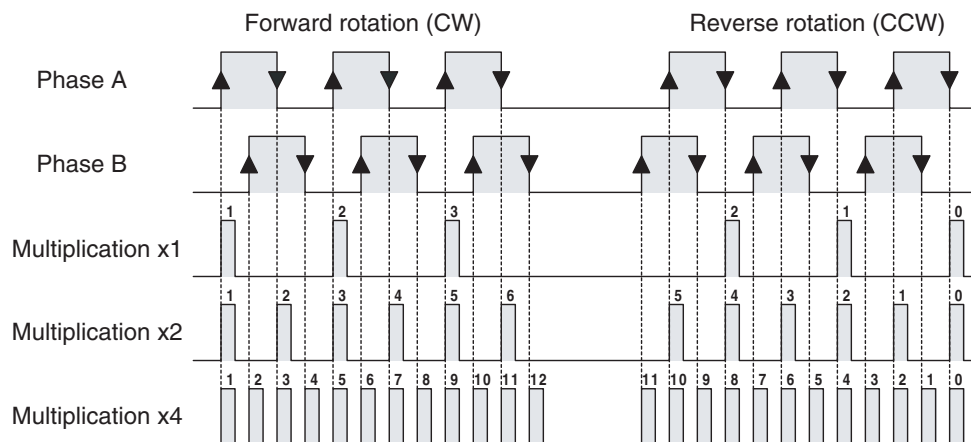 Forward rotation (CW) Reverse rotation (CCW)
Phase A
Phase B
1 2 3 2 1 0
Multiplication x1
1 2 3 4 5 6 5 4 3 2 1 0
Multiplication x2
1 2 3 4 5 6 7 8 9 10 11 12 11 10 9 8 7 6 5 4 3 2 1 0
Multiplication x4